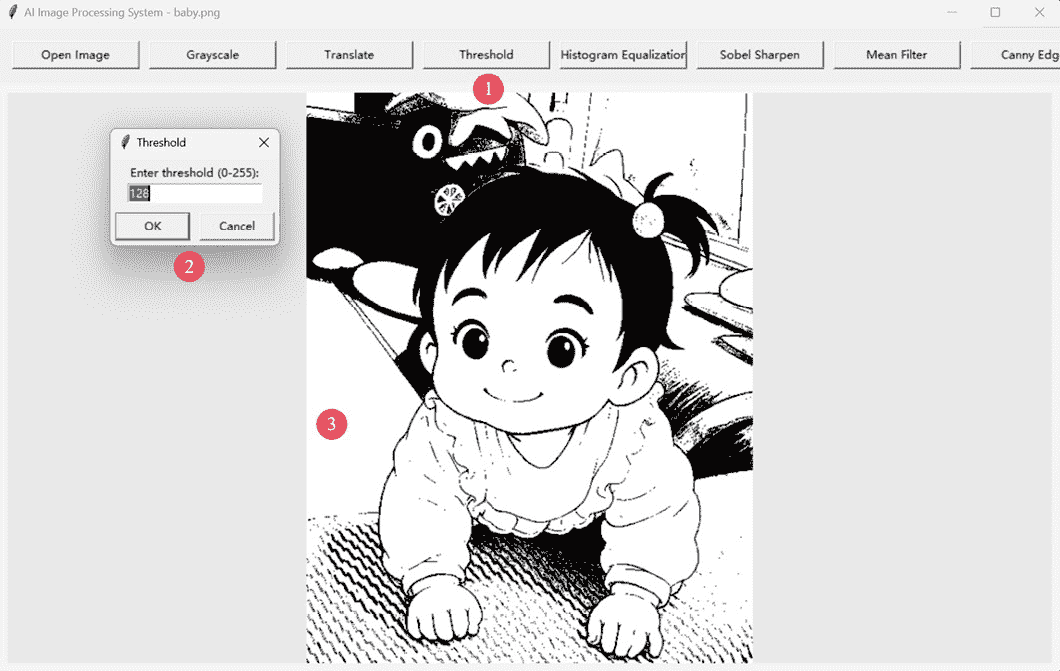 AI Image Processing System - baby.png
Open Image Grayscale Translate Threshold Histogram Equalization Sobel Sharpen Mean Filter Canny Edg
1
Threshold
Enter threshold (0-255):
128
OK Cancel
2
3